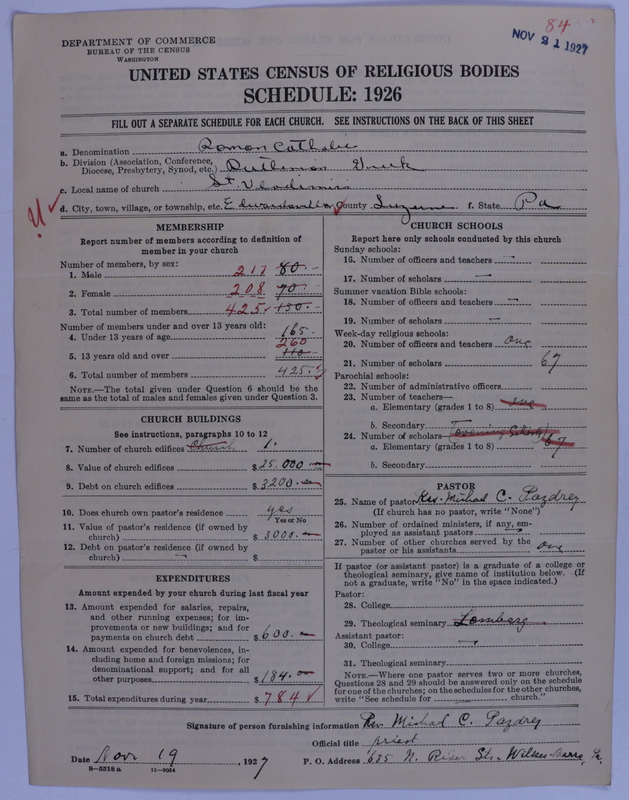 84
NOV 21 1927
DEPARTMENT OF COMMERCE
BUREAU OF THE CENSUS
WASHINGTON
UNITED STATES CENSUS OF RELIGIOUS BODIES
SCHEDULE: 1926
FILL OUT A SEPARATE SCHEDULE FOR EACH CHURCH. SEE INSTRUCTIONS ON THE BACK OF THIS SHEET
a. Denomination Roman Catholic
b. Division (Association, Conference, Diocese, Presbytery, Synod, etc.) Greek
c. Local name of church St Vlodimirs
d. City, town, village, or township, etc. Edwardsville County Luzerne f. State Pa
MEMBERSHIP
Report number of members according to definition of
member in your church
Number of members, by sex:
1. Male 217 80
2. Female 208 70
3. Total number of members 425 150
Number of members under and over 13 years old:
4. Under 13 years of age 165
5. 13 years old and over 260 110
6. Total number of members 425
NOTE.—The total given under Question 6 should be the
same as the total of males and females given under Question 3.
CHURCH BUILDINGS
See instructions, paragraphs 10 to 12
7. Number of church edifices Church 1.
8. Value of church edifices $25,000
9. Debt on church edifices $3200
10. Does church own pastor's residence yes
Yes or No
11. Value of pastor's residence (if owned by
church) $3000
12. Debt on pastor's residence (if owned by
church) — $
EXPENDITURES
Amount expended by your church during last fiscal year
13. Amount expended for salaries, repairs,
and other running expenses; for im-
provements or new buildings; and for
payments on church debt $600
14. Amount expended for benevolences, in-
cluding home and foreign missions; for
denominational support; and for all
other purposes $184
15. Total expenditures during year $784
CHURCH SCHOOLS
Report here only schools conducted by this church
Sunday schools:
16. Number of officers and teachers —
17. Number of scholars —
Summer vacation Bible schools:
18. Number of officers and teachers —
19. Number of scholars —
Week-day religious schools:
20. Number of officers and teachers one
21. Number of scholars 67
Parochial schools:
22. Number of administrative officers
23. Number of teachers—
a. Elementary (grades 1 to 8) one
b. Secondary (Evening School)
24. Number of scholars—
a. Elementary (grades 1 to 8) 67
b. Secondary
PASTOR
25. Name of pastor Rev. Michael C. Pazdrey
(If church has no pastor, write "None")
26. Number of ordained ministers, if any, em-
ployed as assistant pastors —
27. Number of other churches served by the
pastor or his assistants one
If pastor (or assistant pastor) is a graduate of a college or
theological seminary, give name of institution below. (If
not a graduate, write "No" in the space indicated.)
Pastor:
28. College
29. Theological seminary Lemberg
Assistant pastor:
30. College —
31. Theological seminary
NOTE.—Where one pastor serves two or more churches,
Questions 28 and 29 should be answered only on the schedule
for one of the churches; on the schedules for the other churches,
write "See schedule for church."
Signature of person furnishing information Rev Michael C. Pazdrey
Official title priest
Date Nov. 19, 1927 P. O. Address 625 N. River Str. Wilkes-Barre, Pa
8-5318a 11-9024